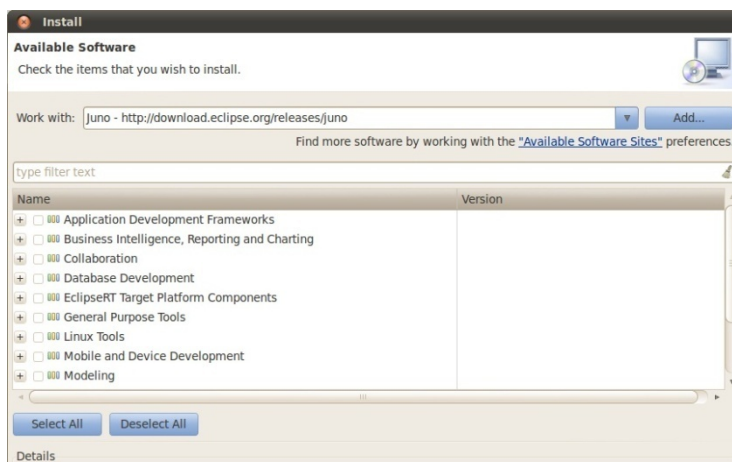 Install
Available Software
Check the items that you wish to install.
Work with: Juno - http://download.eclipse.org/releases/juno Add...
Find more software by working with the "Available Software Sites" preferences
type filter text
Name Version
Application Development Frameworks
Business Intelligence, Reporting and Charting
Collaboration
Database Development
EclipseRT Target Platform Components
General Purpose Tools
Linux Tools
Mobile and Device Development
Modeling
Select All Deselect All
Details